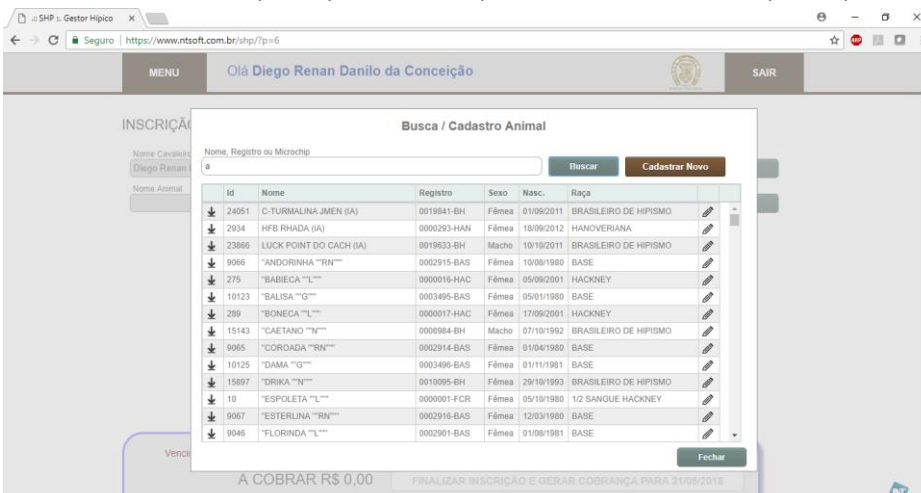 .:: SHP ::. Gestor Hípico
Seguro | https://www.ntsoft.com.br/shp/?p=6
MENU Olá Diego Renan Danilo da Conceição SAIR
INSCRIÇÃ
Busca / Cadastro Animal
Nome Cavaleiro
Nome, Registro ou Microchip
Diego Renan
a Buscar Cadastrar Novo
Nome Animal
Id Nome Registro Sexo Nasc. Raça
24051 C-TURMALINA JMEN (IA) 0019841-BH Fêmea 01/09/2011 BRASILEIRO DE HIPISMO
2934 HFB RHADA (IA) 0000293-HAN Fêmea 18/09/2012 HANOVERIANA
23866 LUCK POINT DO CACH (IA) 0019633-BH Macho 10/10/2011 BRASILEIRO DE HIPISMO
9066 "ANDORINHA ""RN""" 0002915-BAS Fêmea 10/08/1980 BASE
275 "BABIECA ""L""" 0000016-HAC Fêmea 05/09/2001 HACKNEY
10123 "BALISA ""G""" 0003495-BAS Fêmea 05/01/1980 BASE
289 "BONECA ""L""" 0000017-HAC Fêmea 17/09/2001 HACKNEY
15143 "CAETANO ""N""" 0008984-BH Macho 07/10/1992 BRASILEIRO DE HIPISMO
9065 "COROADA ""RN""" 0002914-BAS Fêmea 01/04/1980 BASE
10125 "DAMA ""G""" 0003496-BAS Fêmea 01/11/1981 BASE
15897 "DRIKA ""N""" 0010095-BH Fêmea 29/10/1993 BRASILEIRO DE HIPISMO
10 "ESPOLETA ""L""" 0000001-FCR Fêmea 05/10/1980 1/2 SANGUE HACKNEY
9067 "ESTERLINA ""RN""" 0002916-BAS Fêmea 12/03/1980 BASE
9046 "FLORINDA ""L""" 0002901-BAS Fêmea 01/08/1981 BASE
Venci
Fechar
A COBRAR R$ 0,00 FINALIZAR INSCRIÇÃO E GERAR COBRANÇA PARA 21/05/2018